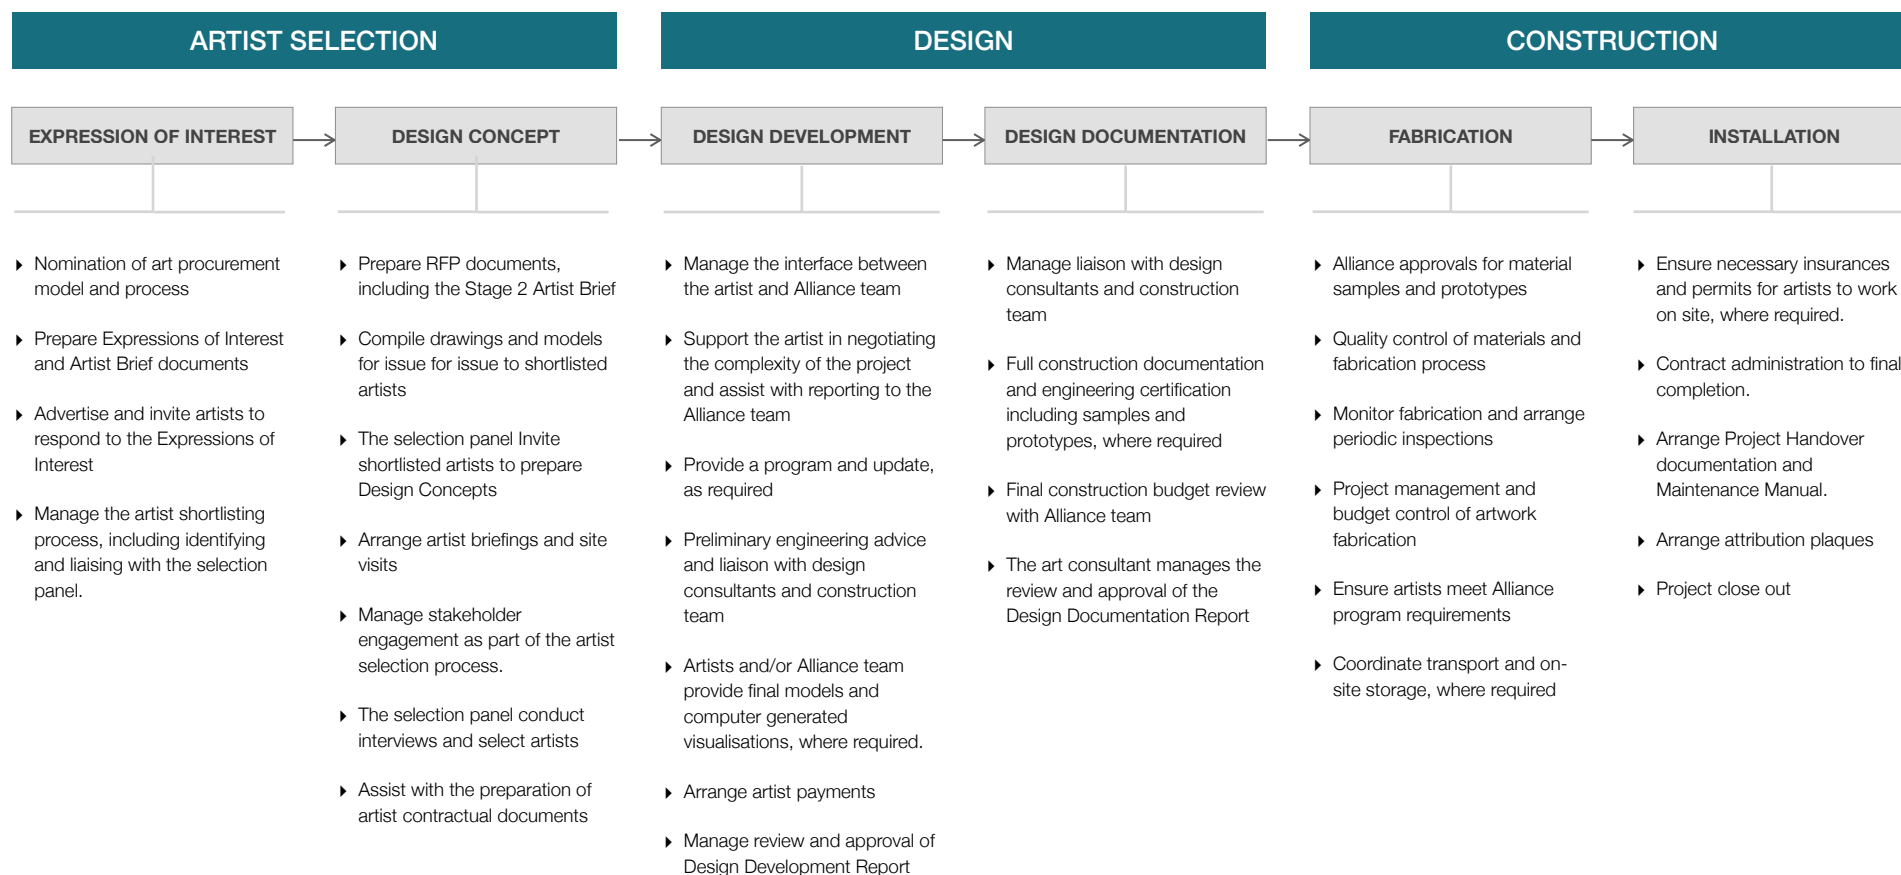 ARTIST SELECTION
DESIGN
CONSTRUCTION
EXPRESSION OF INTEREST
DESIGN CONCEPT
DESIGN DEVELOPMENT
DESIGN DOCUMENTATION
FABRICATION
INSTALLATION
Nomination of art procurement
model and process
Prepare Expressions of Interest
and Artist Brief documents
Advertise and invite artists to
respond to the Expressions of
Interest
Manage the artist shortlisting
process, including identifying
and liaising with the selection
panel.
Prepare RFP documents,
including the Stage 2 Artist Brief
Compile drawings and models
for issue for issue to shortlisted
artists
The selection panel Invite
shortlisted artists to prepare
Design Concepts
Arrange artist briefings and site
visits
Manage stakeholder
engagement as part of the artist
selection process.
The selection panel conduct
interviews and select artists
Assist with the preparation of
artist contractual documents
Manage the interface between
the artist and Alliance team
Support the artist in negotiating
the complexity of the project
and assist with reporting to the
Alliance team
Provide a program and update,
as required
Preliminary engineering advice
and liaison with design
consultants and construction
team
Artists and/or Alliance team
provide final models and
computer generated
visualisations, where required.
Arrange artist payments
Manage review and approval of
Design Development Report
Manage liaison with design
consultants and construction
team
Full construction documentation
and engineering certification
including samples and
prototypes, where required
Final construction budget review
with Alliance team
The art consultant manages the
review and approval of the
Design Documentation Report
Alliance approvals for material
samples and prototypes
Quality control of materials and
fabrication process
Monitor fabrication and arrange
periodic inspections
Project management and
budget control of artwork
fabrication
Ensure artists meet Alliance
program requirements
Coordinate transport and on-
site storage, where required
Ensure necessary insurances
and permits for artists to work
on site, where required.
Contract administration to final
completion.
Arrange Project Handover
documentation and
Maintenance Manual.
Arrange attribution plaques
Project close out